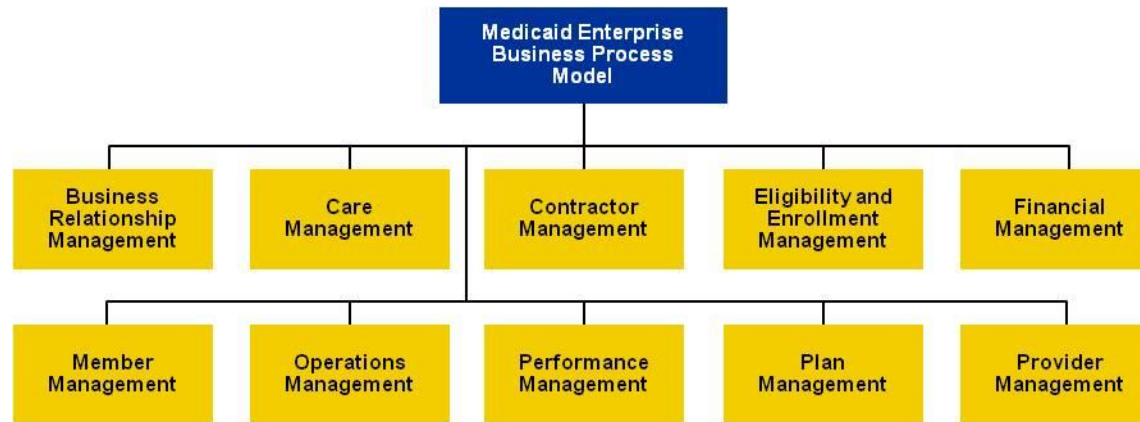 Medicaid Enterprise
Business Process
Model
Business
Relationship
Management
Care
Management
Contractor
Management
Eligibility and
Enrollment
Management
Financial
Management
Member
Management
Operations
Management
Performance
Management
Plan
Management
Provider
Management